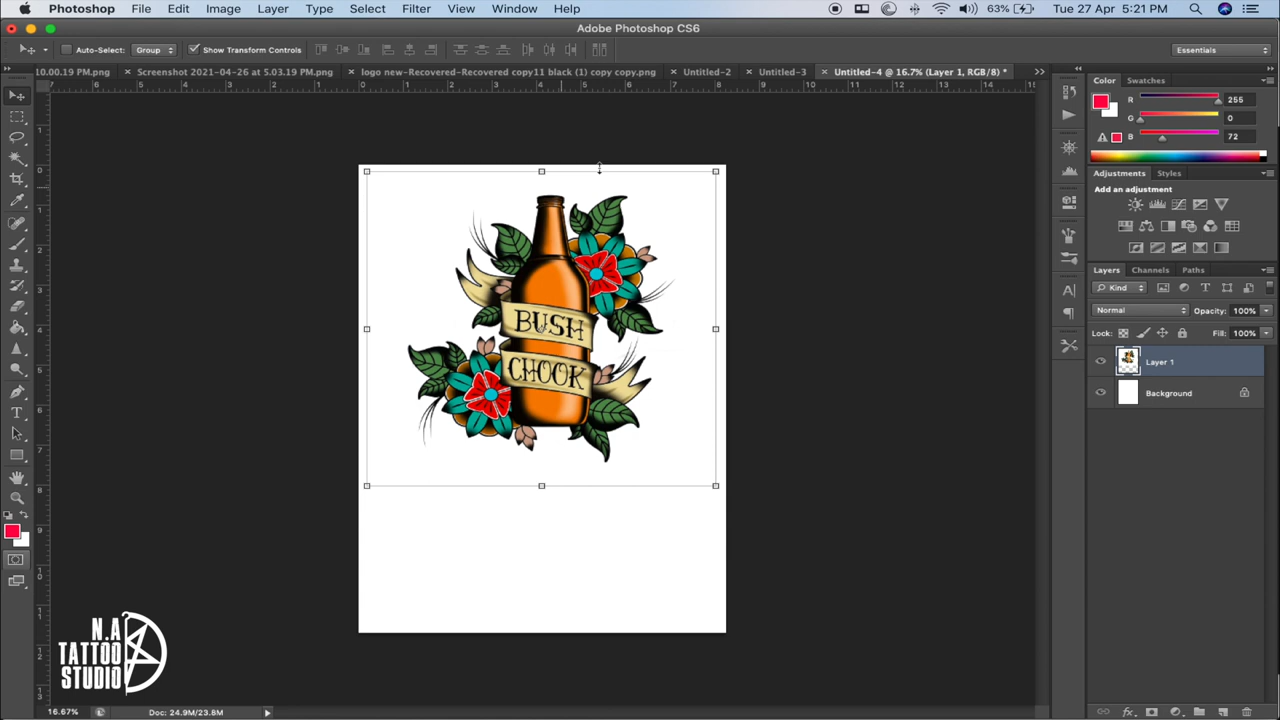 Photoshop File Edit Image Layer Type Select Filter View Window Help 63% Tue 27 Apr 5:21 PM
Adobe Photoshop CS6
Auto-Select: Group Show Transform Controls Essentials
10.00.19 PM.png × Screenshot 2021-04-26 at 5.03.19 PM.png × logo new-Recovered-Recovered copy11 black (1) copy copy.png × Untitled-2 × Untitled-3 × Untitled-4 @ 16.7% (Layer 1, RGB/8) *
Color Swatches
R 255
G 0
B 72
Adjustments Styles
Add an adjustment
Layers Channels Paths
Kind
Normal Opacity: 100%
Lock: Fill: 100%
Layer 1
Background
BUSH
CHOOK
N.A
TATTOO
STUDIO
16.67% Doc: 24.9M/23.8M